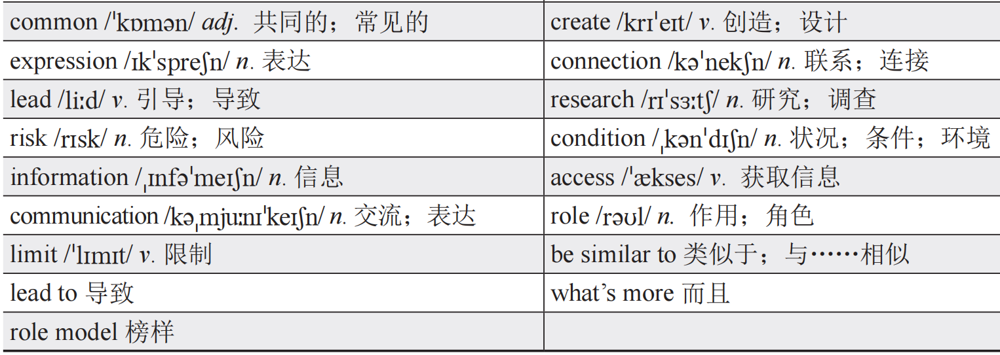 common /ˈkɒmən/ adj. 共同的；常见的
create /krɪˈeɪt/ v. 创造；设计
expression /ɪkˈspreʃn/ n. 表达
connection /kəˈnekʃn/ n. 联系；连接
lead /liːd/ v. 引导；导致
research /rɪˈsɜːtʃ/ n. 研究；调查
risk /rɪsk/ n. 危险；风险
condition /ˌkənˈdɪʃn/ n. 状况；条件；环境
information /ˌɪnfəˈmeɪʃn/ n. 信息
access /ˈækses/ v. 获取信息
communication /kəˌmjuːnɪˈkeɪʃn/ n. 交流；表达
role /rəʊl/ n. 作用；角色
limit /ˈlɪmɪt/ v. 限制
be similar to 类似于；与……相似
lead to 导致
what’s more 而且
role model 榜样